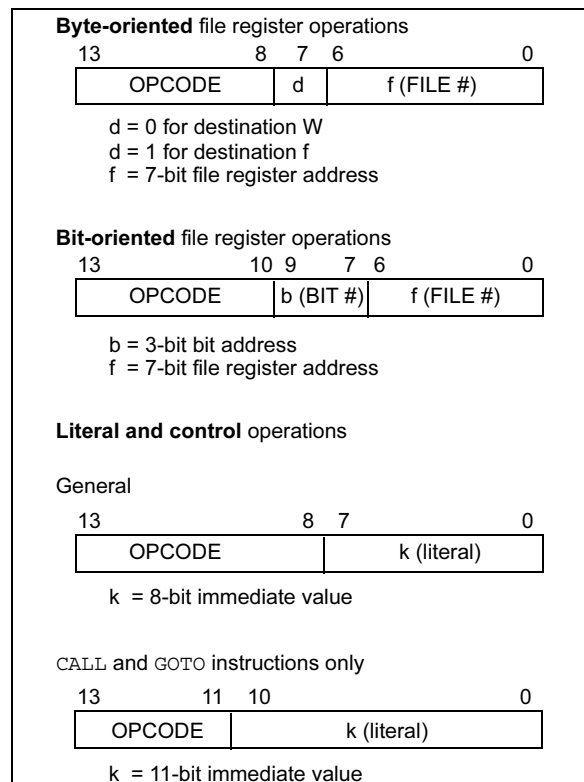 Byte-oriented file register operations
13 8 7 6 0
OPCODE d f (FILE #)
d = 0 for destination W
d = 1 for destination f
f = 7-bit file register address
Bit-oriented file register operations
13 10 9 7 6 0
OPCODE b (BIT #) f (FILE #)
b = 3-bit bit address
f = 7-bit file register address
Literal and control operations
General
13 8 7 0
OPCODE k (literal)
k = 8-bit immediate value
CALL and GOTO instructions only
13 11 10 0
OPCODE k (literal)
k = 11-bit immediate value